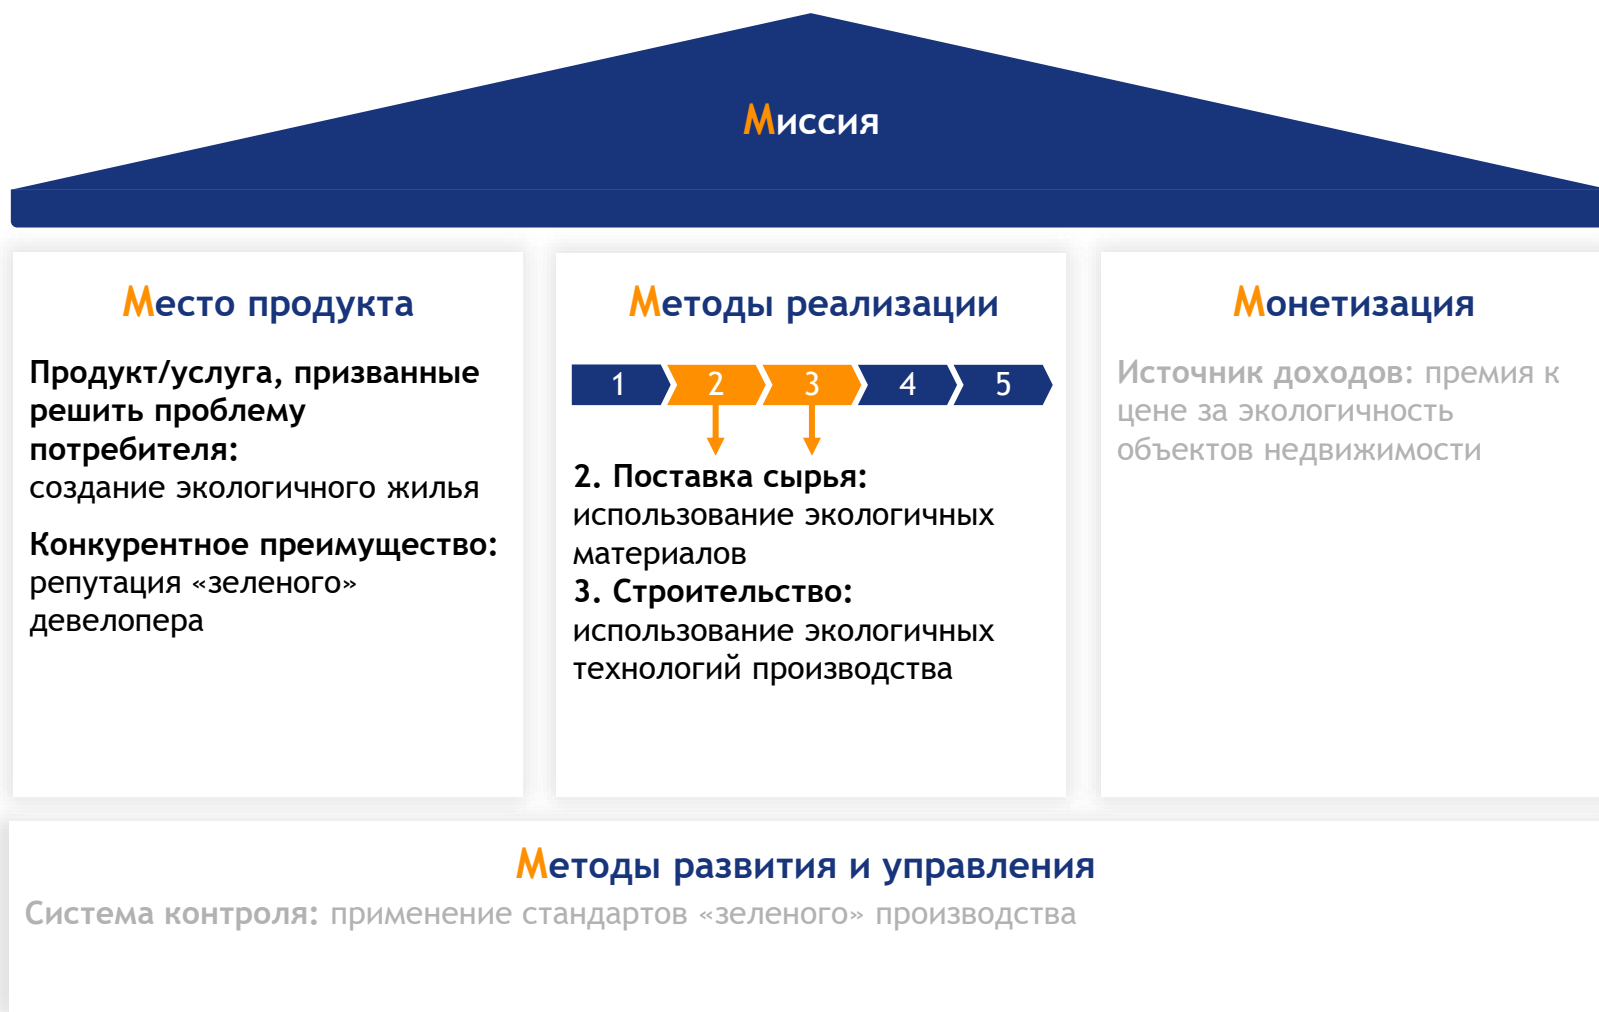 Миссия
Место продукта
Продукт/услуга, призванные
решить проблему
потребителя:
создание экологичного жилья
Конкурентное преимущество:
репутация «зеленого»
девелопера
Методы реализации
1 2 3 4 5
2. Поставка сырья:
использование экологичных
материалов
3. Строительство:
использование экологичных
технологий производства
Монетизация
Источник доходов: премия к
цене за экологичность
объектов недвижимости
Методы развития и управления
Система контроля: применение стандартов «зеленого» производства